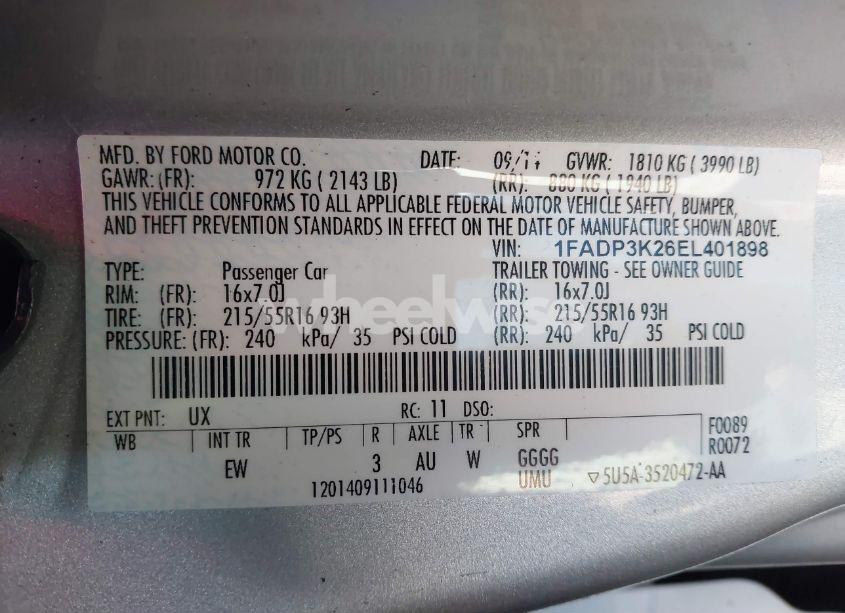 MFD. BY FORD MOTOR CO. DATE: GVWR: 1810 KG ( 3990 LB)
GAWR: (FR): 972 KG ( 2143 LB) (RR): 880 KG ( 1940 LB)
THIS VEHICLE CONFORMS TO ALL APPLICABLE FEDERAL MOTOR VEHICLE SAFETY, BUMPER,
AND THEFT PREVENTION STANDARDS IN EFFECT ON THE DATE OF MANUFACTURE SHOWN ABOVE.
VIN: 1FADP3K26EL401898
TYPE: Passenger Car TRAILER TOWING - SEE OWNER GUIDE
RIM: (FR): 16x7.0J (RR): 16x7.0J
TIRE: (FR): 215/55R16 93H (RR): 215/55R16 93H
PRESSURE: (FR): 240 kPa/ 35 PSI COLD (RR): 240 kPa/ 35 PSI COLD
wheelwise
EXT PNT: UX RC: 11 DSO:
WB INT TR TP/PS R AXLE TR SPR F0089
EW 3 AU W GGGG R0072
1201409111046 UMU ▽5U5A-3520472-AA